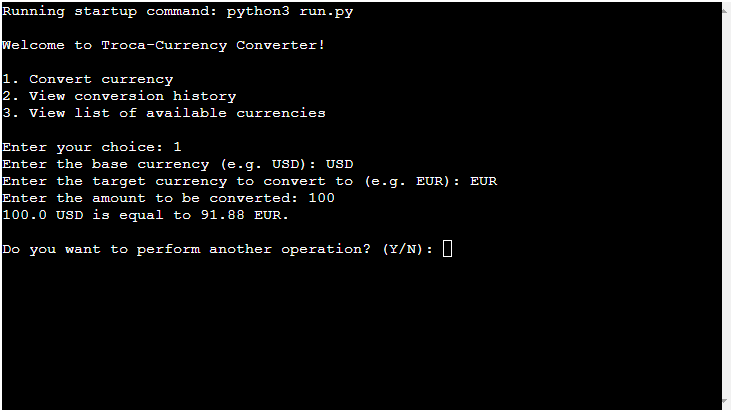 Running startup command: python3 run.py
Welcome to Troca-Currency Converter!
1. Convert currency
2. View conversion history
3. View list of available currencies
Enter your choice: 1
Enter the base currency (e.g. USD): USD
Enter the target currency to convert to (e.g. EUR): EUR
Enter the amount to be converted: 100
100.0 USD is equal to 91.88 EUR.
Do you want to perform another operation? (Y/N):